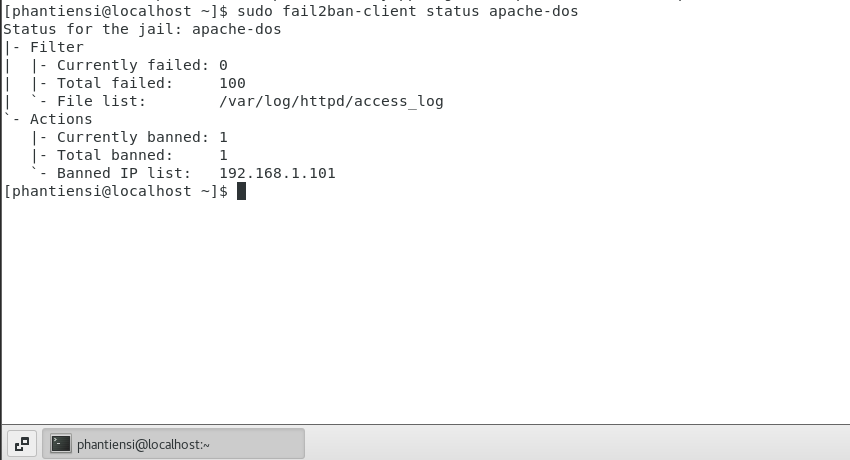 [phantiensi@localhost ~]$ sudo fail2ban-client status apache-dos
Status for the jail: apache-dos
|- Filter
|  |- Currently failed: 0
|  |- Total failed:     100
|  `- File list:        /var/log/httpd/access_log
`- Actions
   |- Currently banned: 1
   |- Total banned:     1
   `- Banned IP list:   192.168.1.101
[phantiensi@localhost ~]$
phantiensi@localhost:~